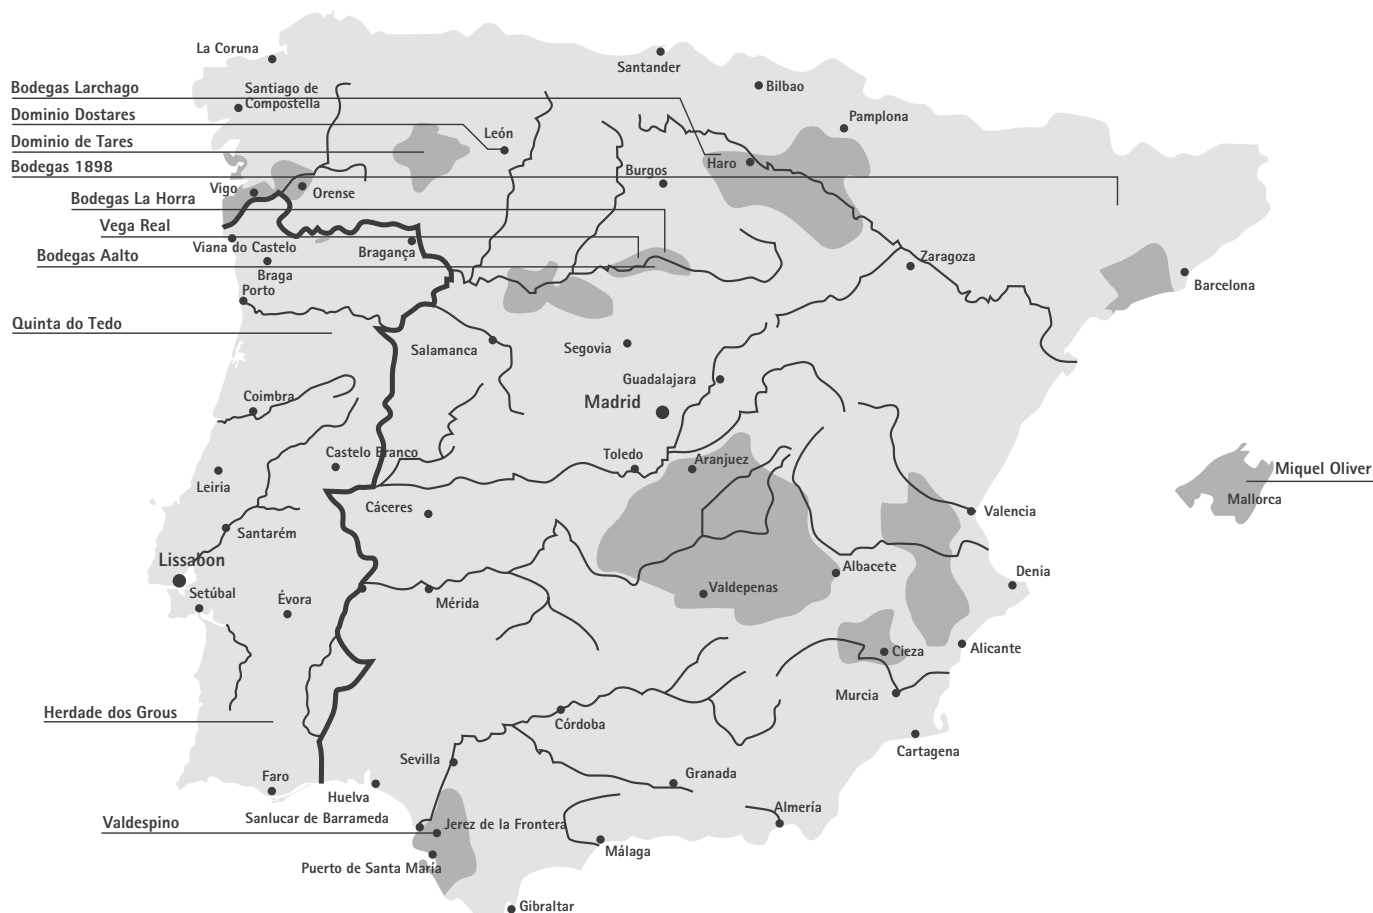 La Coruna
Santander
Bodegas Larchago
Santiago de
Compostella
Bilbao
Dominio Dostares
Pamplona
León
Dominio de Tares
Haro
Bodegas 1898
Burgos
Vigo
Orense
Bodegas La Horra
Vega Real
Viana do Castelo
Bragança
Bodegas Aalto
Zaragoza
Braga
Barcelona
Porto
Quinta do Tedo
Salamanca
Segovia
Guadalajara
Coimbra
Madrid
Castelo Branco
Toledo
Aranjuez
Miquel Oliver
Leiria
Mallorca
Cáceres
Valencia
Santarém
Lissabon
Albacete
Denia
Setúbal
Évora
Mérida
Valdepenas
Cieza
Alicante
Murcia
Herdade dos Grous
Córdoba
Cartagena
Sevilla
Faro
Granada
Huelva
Almería
Sanlucar de Barrameda
Valdespino
Jerez de la Frontera
Málaga
Puerto de Santa María
Gibraltar